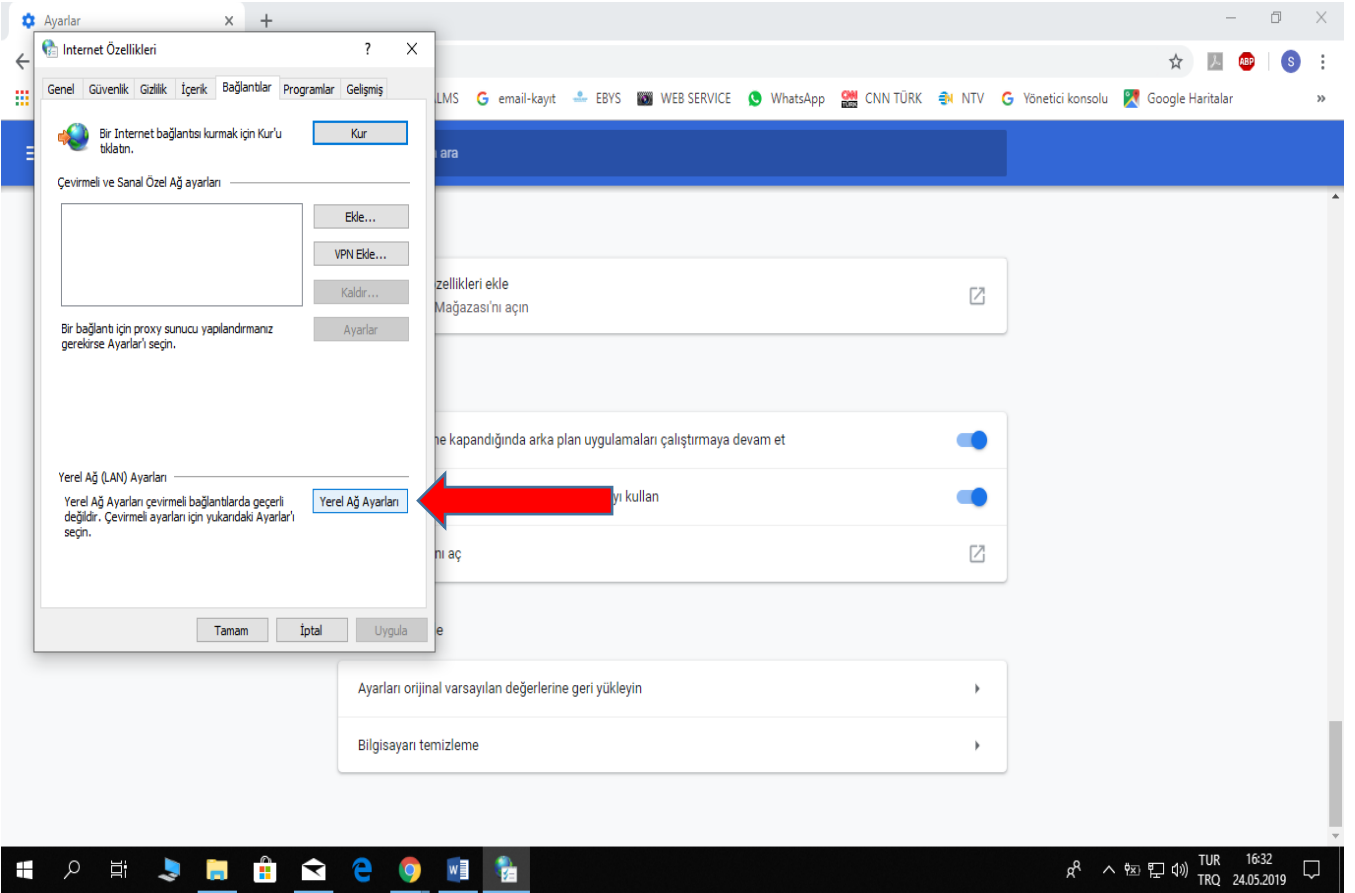 Ayarlar
Internet Özellikleri
Genel Güvenlik Gizlilik İçerik Bağlantılar Programlar Gelişmiş
LMS email-kayıt EBYS WEB SERVICE WhatsApp CNN TÜRK NTV Yönetici konsolu Google Haritalar »
ABP
S
Bir Internet bağlantısı kurmak için Kur'u
tıklatın.
Kur
ara
Çevirmeli ve Sanal Özel Ağ ayarları
Ekle...
VPN Ekle...
Kaldır...
Bir bağlantı için proxy sunucu yapılandırmanız
gerekirse Ayarlar'ı seçin.
Ayarlar
zellikleri ekle
Mağazası'nı açın
ne kapandığında arka plan uygulamaları çalıştırmaya devam et
Yerel Ağ (LAN) Ayarları
Yerel Ağ Ayarları çevirmeli bağlantılarda geçerli
değildir. Çevirmeli ayarları için yukarıdaki Ayarlar'ı
seçin.
Yerel Ağ Ayarları
yı kullan
nı aç
Tamam İptal Uygula
e
Ayarları orijinal varsayılan değerlerine geri yükleyin
Bilgisayarı temizleme
TUR 16:32
TRQ 24.05.2019